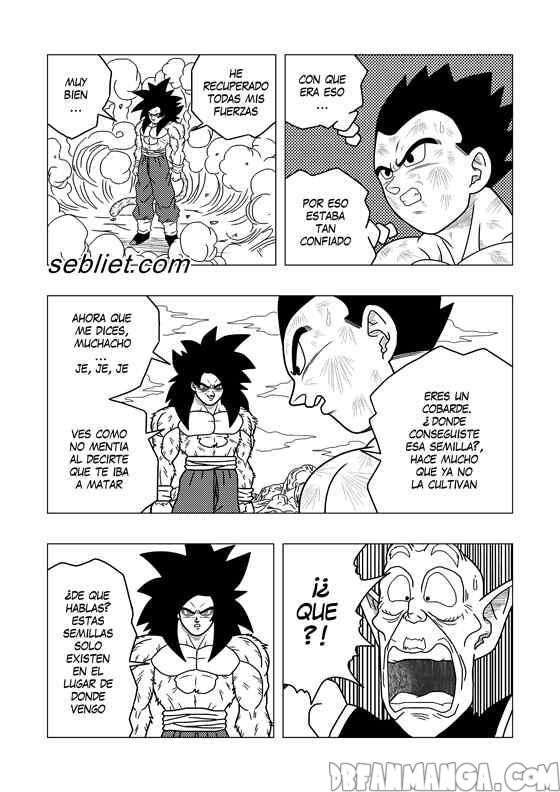 MUY
BIEN
...
HE
RECUPERADO
TODAS MIS
FUERZAS
sebliet.com
CON QUE
ERA ESO
...
POR ESO
ESTABA
TAN
CONFIADO
AHORA QUE
ME DICES,
MUCHACHO
...
JE, JE, JE
VES COMO
NO MENTIA
AL DECIRTE
QUE TE IBA
A MATAR
ERES UN
COBARDE.
¿DONDE
CONSEGUISTE
ESA SEMILLA?,
HACE MUCHO
QUE YA NO
LA CULTIVAN
¿DE QUE
HABLAS?
ESTAS
SEMILLAS
SOLO
EXISTEN
EN EL
LUGAR DE
DONDE
VENGO
¡¿
QUE
?!
DBFANMANGA.COM